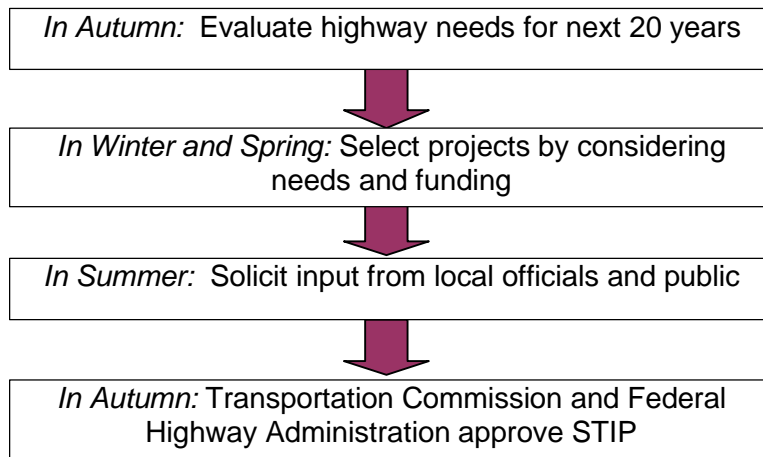 In Autumn: Evaluate highway needs for next 20 years
In Winter and Spring: Select projects by considering
needs and funding
In Summer: Solicit input from local officials and public
In Autumn: Transportation Commission and Federal
Highway Administration approve STIP